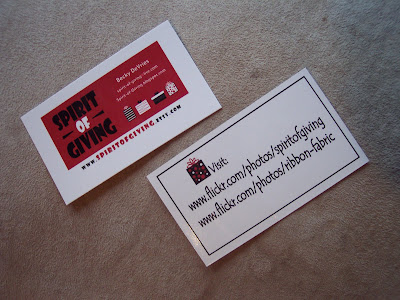 SPIRIT
OF
GIVING
Becky DeVries
www.SPIRITOFGIVING.ETSY.COM
Visit:
www.flickr.com/photos/spiritofgiving
www.flickr.com/photos/ribbon-fabric